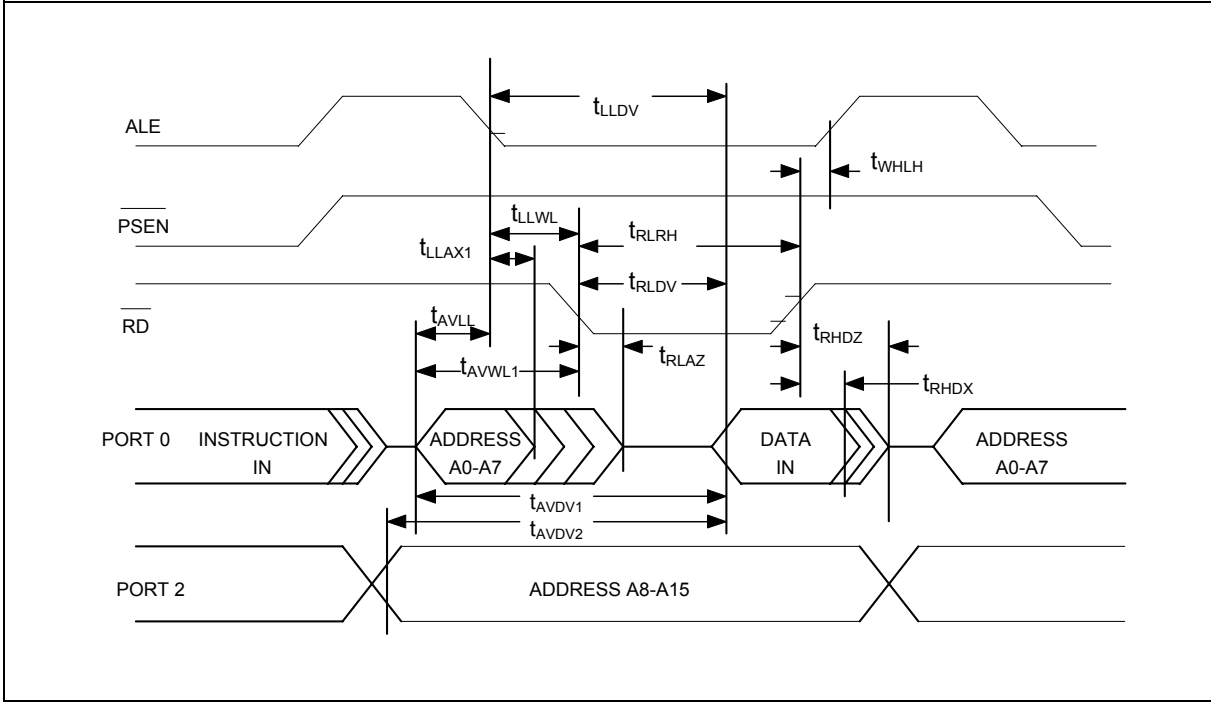 tLLDV
ALE
tWHLH
PSEN
tLLWL
tRLRH
tLLAX1
tRLDV
RD
tAVLL
tRHDZ
tRLAZ
tAVWL1
tRHDX
PORT 0
INSTRUCTION
IN
ADDRESS
A0-A7
DATA
IN
ADDRESS
A0-A7
tAVDV1
tAVDV2
PORT 2
ADDRESS A8-A15